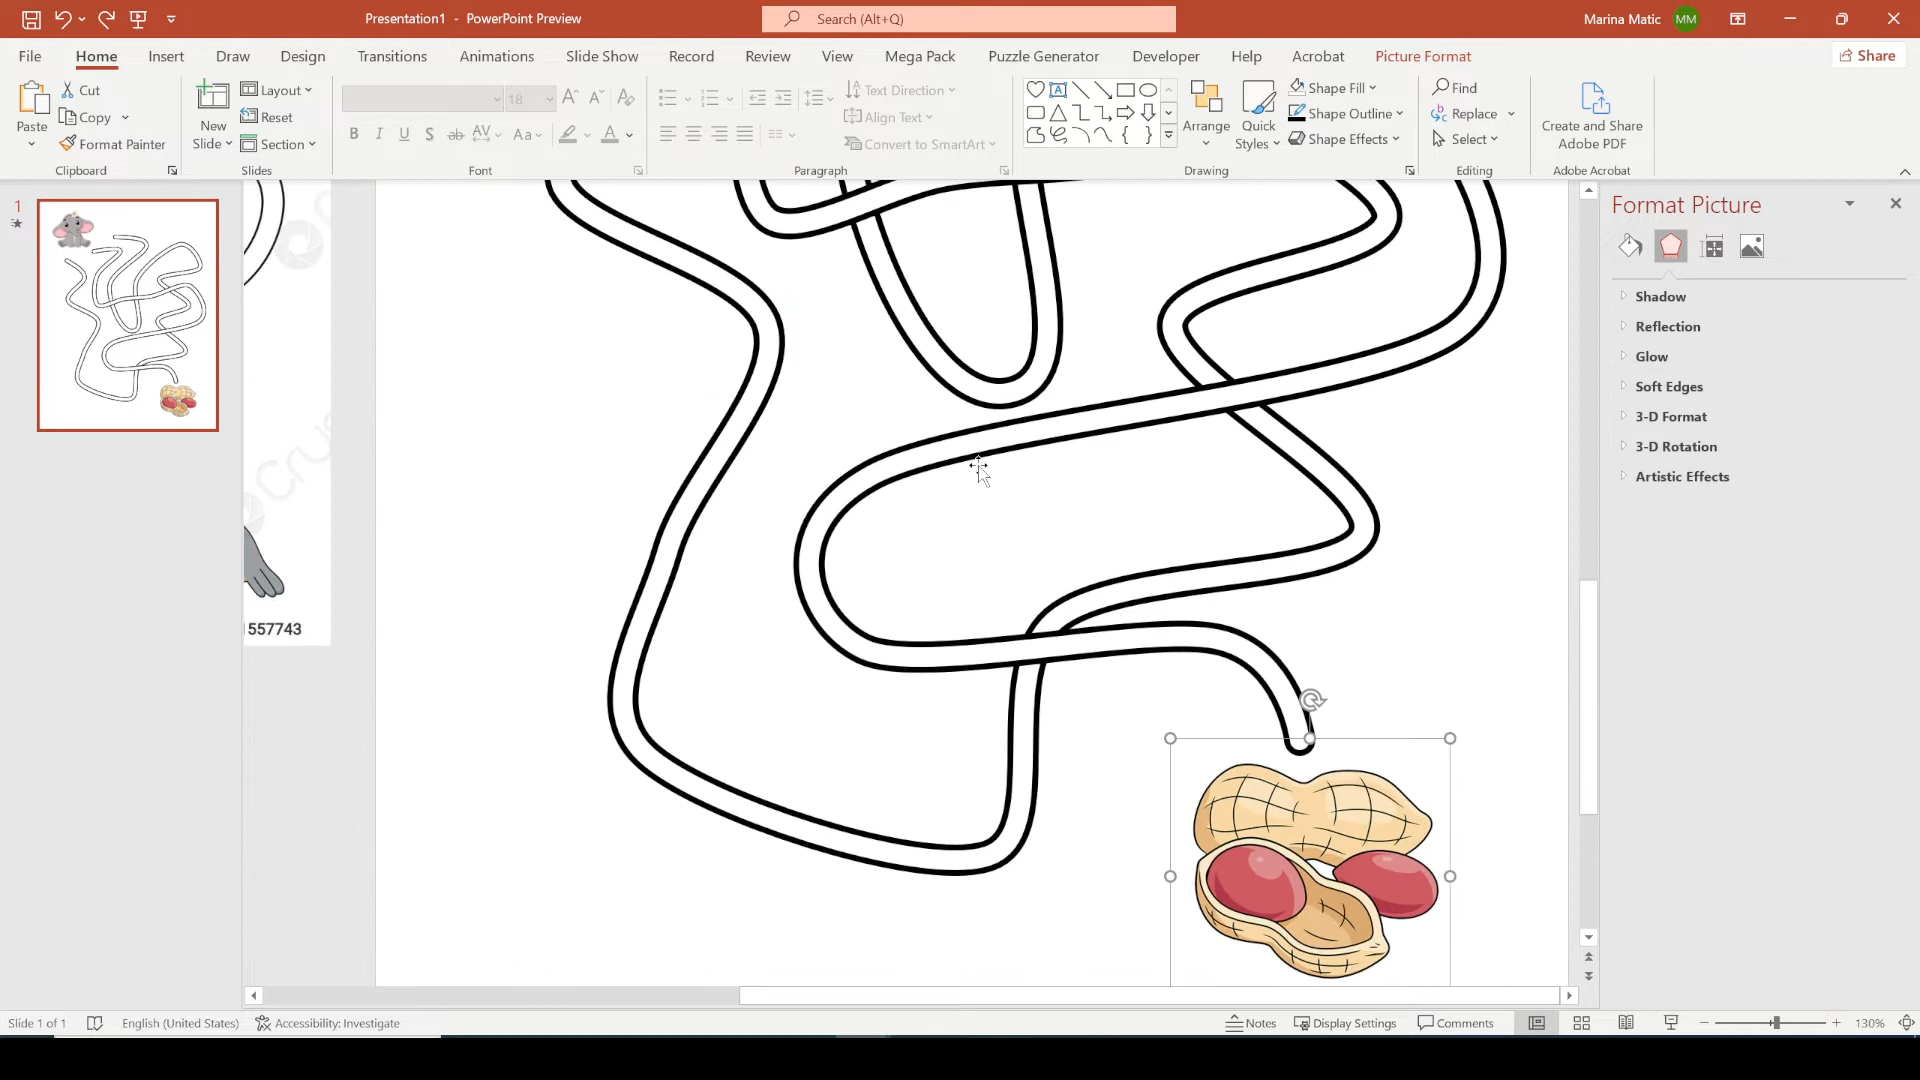 Presentation1 - PowerPoint Preview
Search (Alt+Q)
Marina Matic MM
File Home Insert Draw Design Transitions Animations Slide Show Record Review View Mega Pack Puzzle Generator Developer Help Acrobat Picture Format
Share
Paste
Cut
Copy
Format Painter
Clipboard
New Slide
Layout
Reset
Section
Slides
18
B I U S ab AV Aa A
Font
Text Direction
Align Text
Convert to SmartArt
Paragraph
Arrange
Quick Styles
Shape Fill
Shape Outline
Shape Effects
Drawing
Find
Replace
Select
Editing
Create and Share Adobe PDF
Adobe Acrobat
1
557743
Format Picture
Shadow
Reflection
Glow
Soft Edges
3-D Format
3-D Rotation
Artistic Effects
Slide 1 of 1 English (United States) Accessibility: Investigate Notes Display Settings Comments 130%